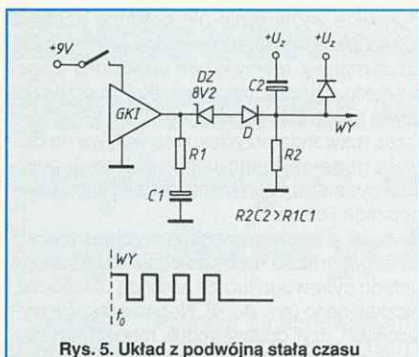 +9V
GKI
R1
C1
DZ
8V2
D
+Uz
C2
+Uz
R2
WY
R2C2 > R1C1
WY
t0
Rys. 5. Układ z podwójną stałą czasu